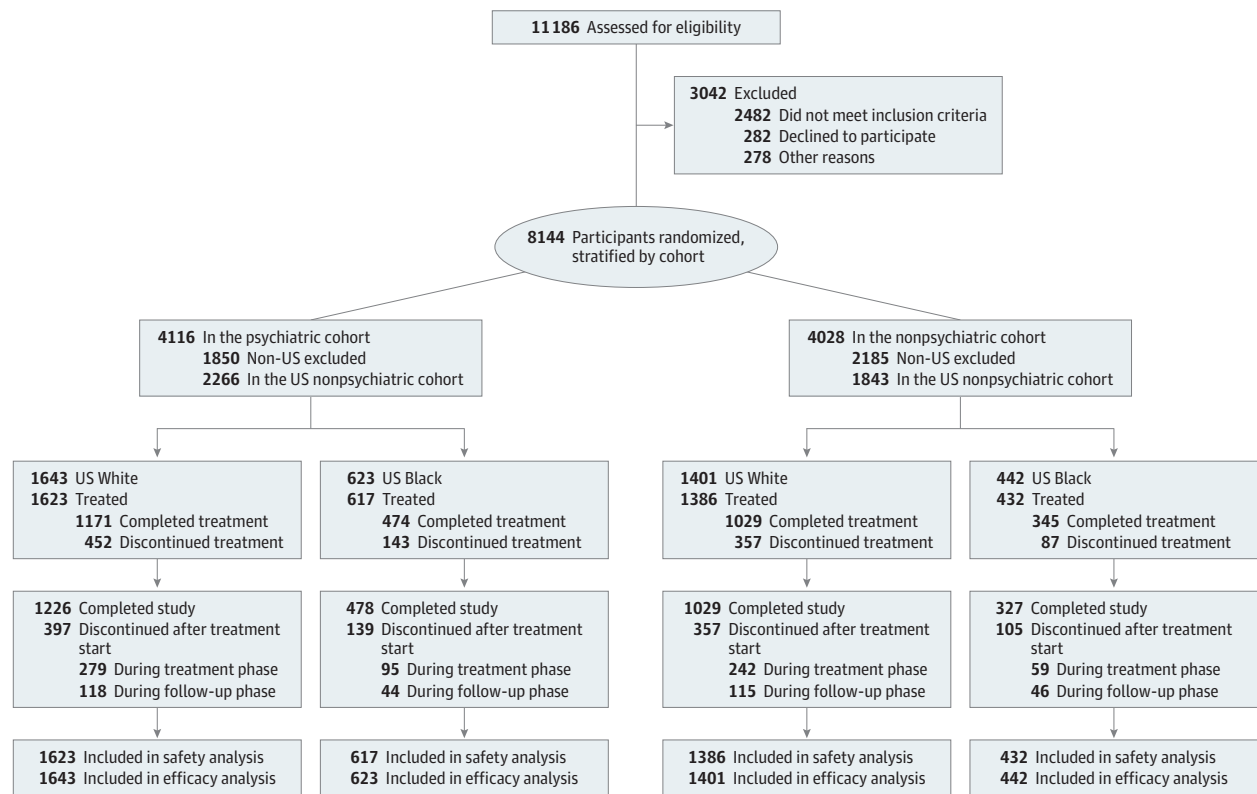 11 186 Assessed for eligibility
3042 Excluded
2482 Did not meet inclusion criteria
282 Declined to participate
278 Other reasons
8144 Participants randomized,
stratified by cohort
4116 In the psychiatric cohort
1850 Non-US excluded
2266 In the US nonpsychiatric cohort
4028 In the nonpsychiatric cohort
2185 Non-US excluded
1843 In the US nonpsychiatric cohort
1643 US White
1623 Treated
1171 Completed treatment
452 Discontinued treatment
623 US Black
617 Treated
474 Completed treatment
143 Discontinued treatment
1401 US White
1386 Treated
1029 Completed treatment
357 Discontinued treatment
442 US Black
432 Treated
345 Completed treatment
87 Discontinued treatment
1226 Completed study
397 Discontinued after treatment
start
279 During treatment phase
118 During follow-up phase
478 Completed study
139 Discontinued after treatment
start
95 During treatment phase
44 During follow-up phase
1029 Completed study
357 Discontinued after treatment
start
242 During treatment phase
115 During follow-up phase
327 Completed study
105 Discontinued after treatment
start
59 During treatment phase
46 During follow-up phase
1623 Included in safety analysis
1643 Included in efficacy analysis
617 Included in safety analysis
623 Included in efficacy analysis
1386 Included in safety analysis
1401 Included in efficacy analysis
432 Included in safety analysis
442 Included in efficacy analysis